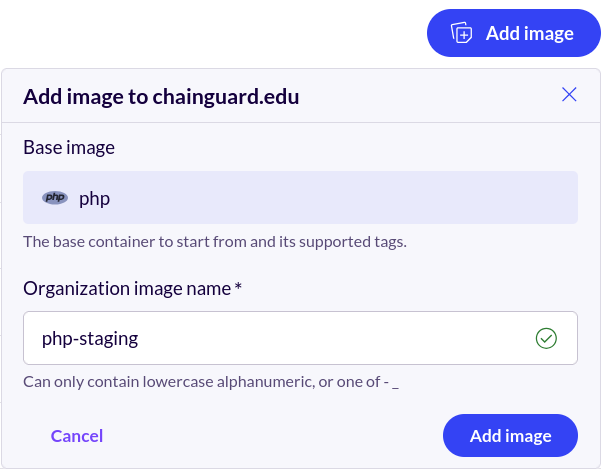 Add image
Add image to chainguard.edu
Base image
php php
The base container to start from and its supported tags.
Organization image name *
php-staging
Can only contain lowercase alphanumeric, or one of - _
Cancel Add image